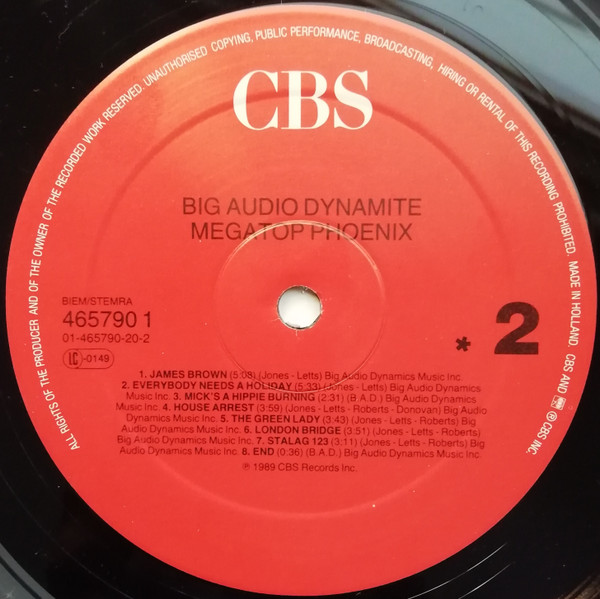 ALL RIGHTS OF THE PRODUCER AND OF THE OWNER OF THE RECORDED WORK RESERVED. UNAUTHORISED COPYING, PUBLIC PERFORMANCE, BROADCASTING, HIRING OR RENTAL OF THIS RECORDING PROHIBITED. MADE IN HOLLAND. CBS AND ℗ CBS INC.
CBS
BIG AUDIO DYNAMITE
MEGATOP PHOENIX
BIEM/STEMRA
465790 1
01-465790-20-2
LC-0149
* 2
1. JAMES BROWN (5:08) (Jones - Letts) Big Audio Dynamics Music Inc.
2. EVERYBODY NEEDS A HOLIDAY (5:33) (Jones - Letts) Big Audio Dynamics
Music Inc. 3. MICK'S A HIPPIE BURNING (2:31) (B.A.D.) Big Audio Dynamics
Music Inc. 4. HOUSE ARREST (3:59) (Jones - Letts - Roberts - Donovan) Big Audio
Dynamics Music Inc. 5. THE GREEN LADY (3:43) (Jones - Letts - Roberts) Big
Audio Dynamics Music Inc. 6. LONDON BRIDGE (3:51) (Jones - Letts - Roberts)
Big Audio Dynamics Music Inc. 7. STALAG 123 (3:11) (Jones - Letts - Roberts) Big
Audio Dynamics Music Inc. 8. END (0:36) (B.A.D.) Big Audio Dynamics Music Inc.
℗ 1989 CBS Records Inc.